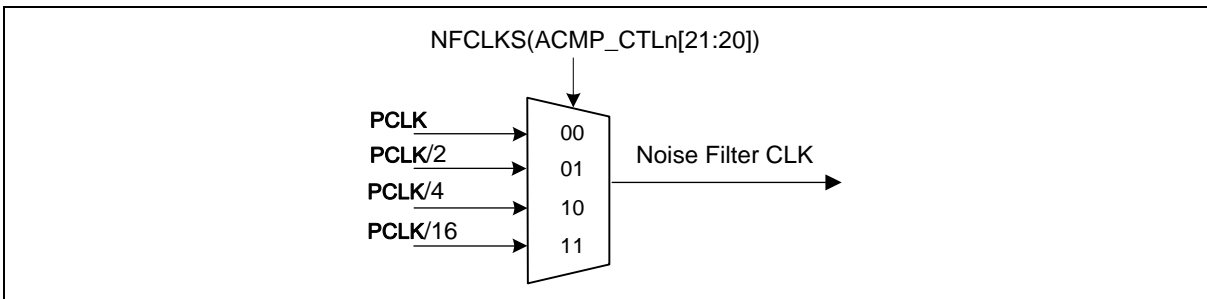 NFCLKS(ACMP_CTLn[21:20])
PCLK
00
PCLK/2
01
Noise Filter CLK
PCLK/4
10
PCLK/16
11